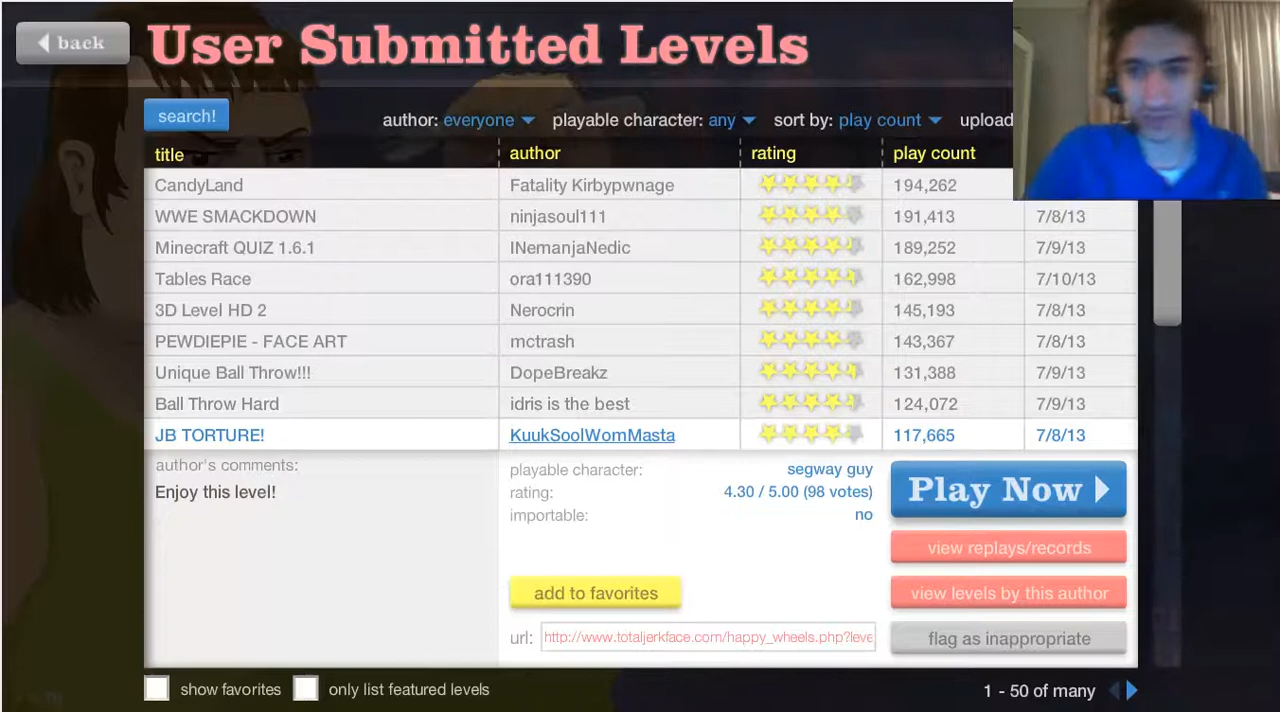 back
User Submitted Levels
search!
author: everyone playable character: any sort by: play count upload
title author rating play count
CandyLand Fatality Kirbypwnage 194,262
WWE SMACKDOWN ninjasoul111 191,413 7/8/13
Minecraft QUIZ 1.6.1 INemanjaNedic 189,252 7/9/13
Tables Race ora111390 162,998 7/10/13
3D Level HD 2 Nerocrin 145,193 7/8/13
PEWDIEPIE - FACE ART mctrash 143,367 7/8/13
Unique Ball Throw!!! DopeBreakz 131,388 7/9/13
Ball Throw Hard idris is the best 124,072 7/9/13
JB TORTURE! KuukSoolWomMasta 117,665 7/8/13
author's comments:
Enjoy this level!
playable character: segway guy
rating: 4.30 / 5.00 (98 votes)
importable: no
add to favorites
url: http://www.totaljerkface.com/happy_wheels.php?leve
Play Now
view replays/records
view levels by this author
flag as inappropriate
show favorites only list featured levels 1 - 50 of many